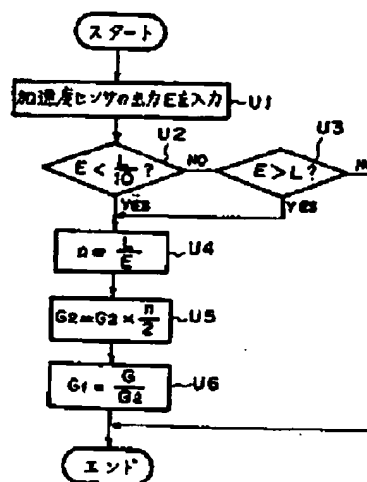 スタート
加速度センサの出力Eを入力
U1
U2
U3
E < L/10 ?
NO
E > L ?
YES
YES
n = L/E
U4
G2 = G2 × n/2
U5
G1 = G/G2
U6
エンド